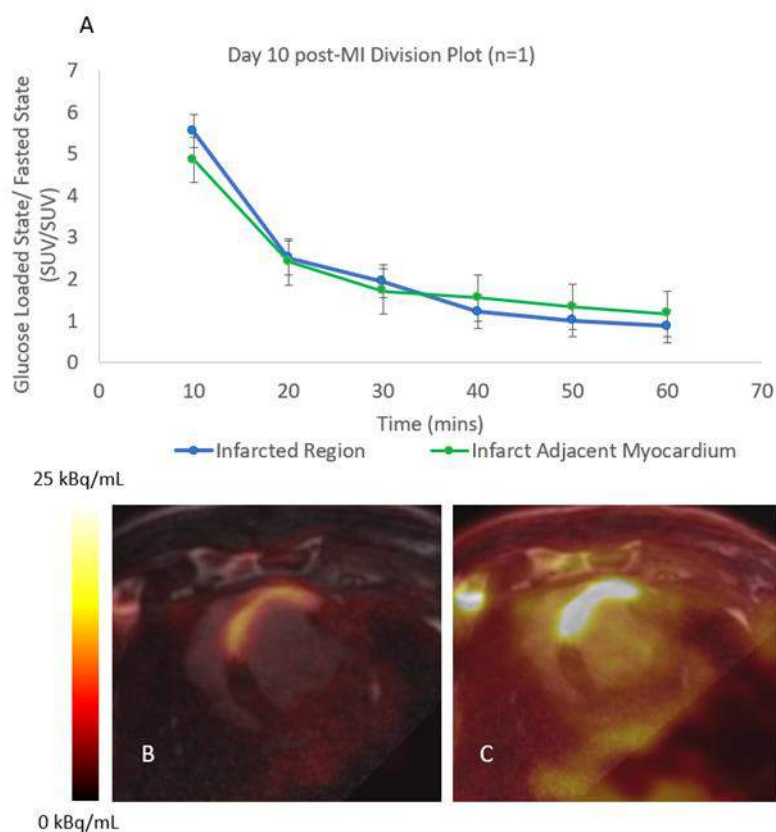 A
Day 10 post-MI Division Plot (n=1)
Glucose Loaded State/ Fasted State
(SUV/SUV)
7
6
5
4
3
2
1
0
0 10 20 30 40 50 60 70
Time (mins)
Infarcted Region Infarct Adjacent Myocardium
25 kBq/mL
B C
0 kBq/mL